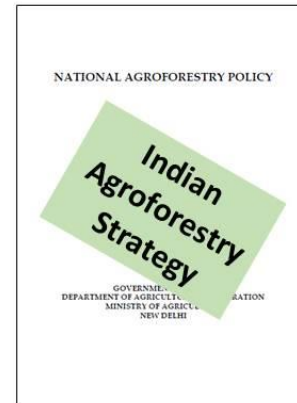 NATIONAL AGROFORESTRY POLICY
Indian
Agroforestry
Strategy
DEPARTMENT OF
MINISTRY OF
NEW DELHI